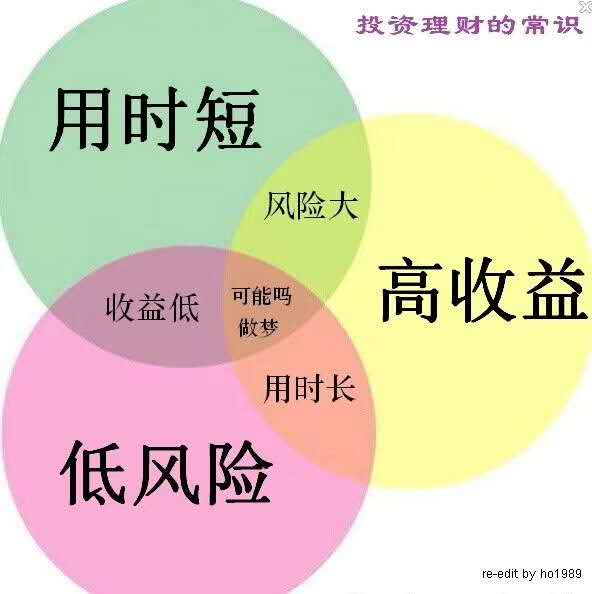 投资理财的常识
用时短
风险大
高收益
收益低
可能吗
做梦
用时长
低风险
re-edit by ho1989